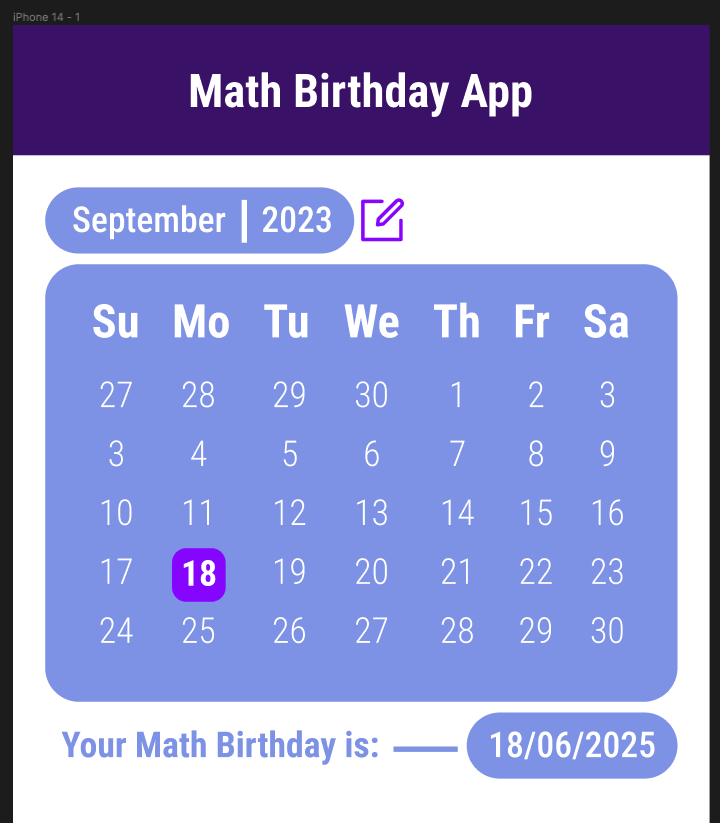 iPhone 14 - 1
Math Birthday App
September | 2023
Su Mo Tu We Th Fr Sa
27 28 29 30 1 2 3
3 4 5 6 7 8 9
10 11 12 13 14 15 16
17 18 19 20 21 22 23
24 25 26 27 28 29 30
Your Math Birthday is: 18/06/2025